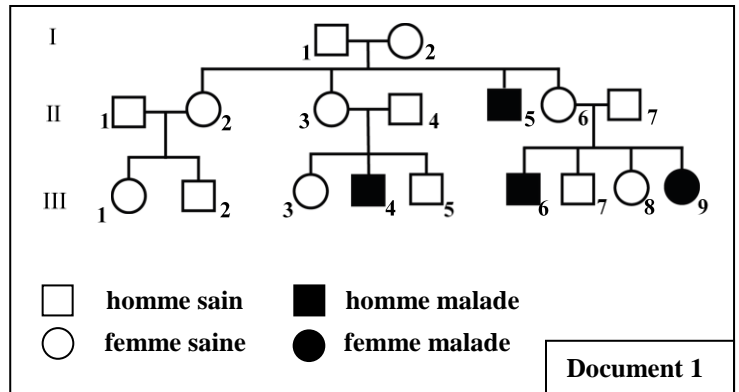 I
1 2
II
1 2 3 4 5 6 7
III
1 2 3 4 5 6 7 8 9
homme sain homme malade
femme saine femme malade
Document 1